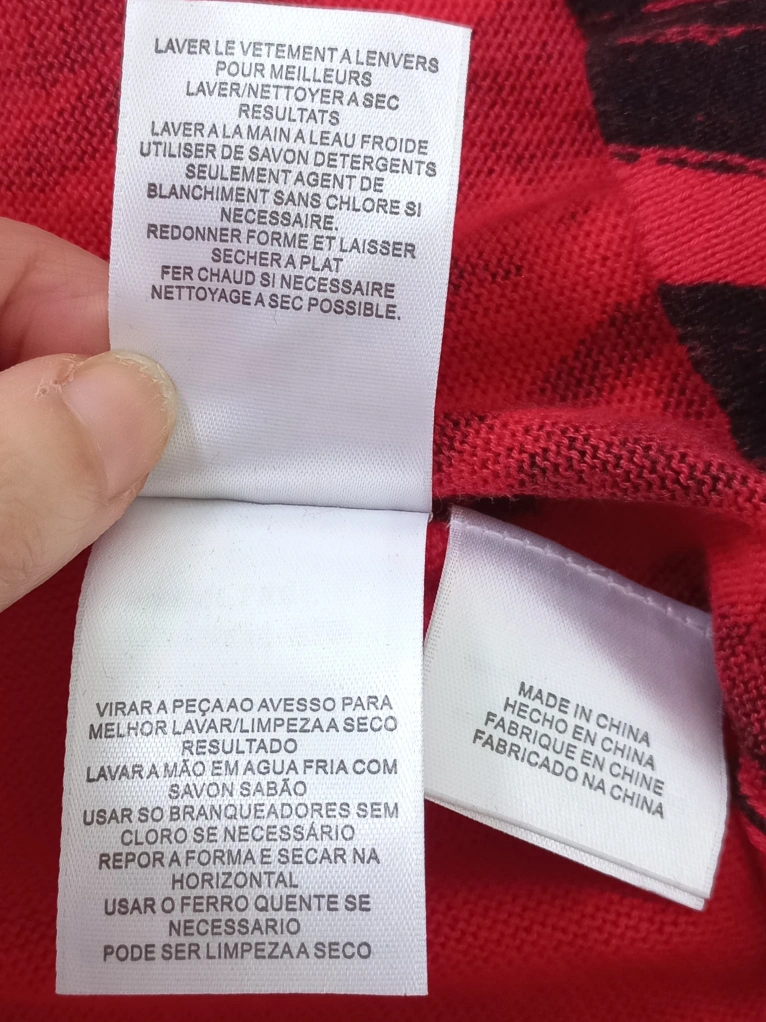 LAVER LE VETEMENT A LENVERS
POUR MEILLEURS
LAVER/NETTOYER A SEC
RESULTATS
LAVER A LA MAIN A LEAU FROIDE
UTILISER DE SAVON DETERGENTS
SEULEMENT AGENT DE
BLANCHIMENT SANS CHLORE SI
NECESSAIRE.
REDONNER FORME ET LAISSER
SECHER A PLAT
FER CHAUD SI NECESSAIRE
NETTOYAGE A SEC POSSIBLE.
VIRAR A PEÇA AO AVESSO PARA
MELHOR LAVAR/LIMPEZA A SECO
RESULTADO
LAVAR A MÃO EM AGUA FRIA COM
SAVON SABÃO
USAR SO BRANQUEADORES SEM
CLORO SE NECESSÁRIO
REPOR A FORMA E SECAR NA
HORIZONTAL
USAR O FERRO QUENTE SE
NECESSARIO
PODE SER LIMPEZA A SECO
MADE IN CHINA
HECHO EN CHINA
FABRIQUE EN CHINE
FABRICADO NA CHINA